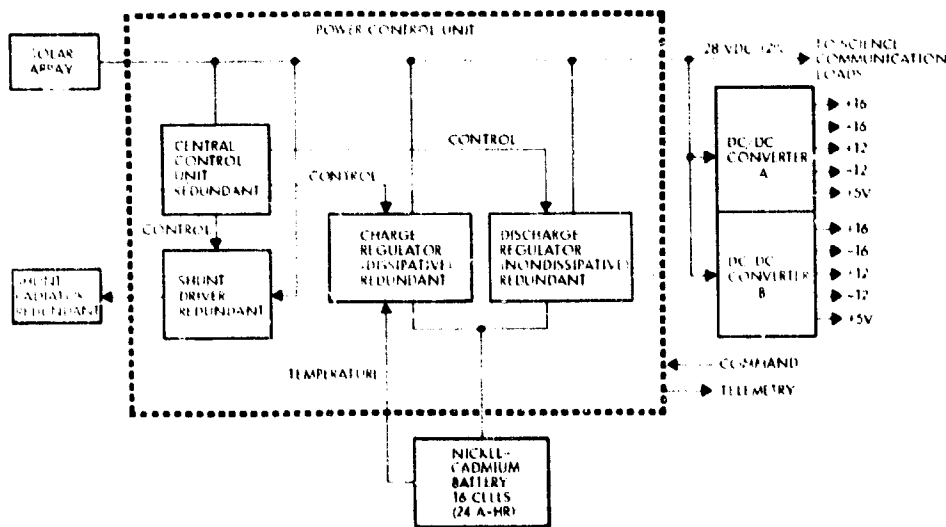 POWER CONTROL UNIT
SOLAR
ARRAY
28 VDC
TO SCIENCE
COMMUNICATION
LOADS
CENTRAL
CONTROL
UNIT
REDUNDANT
CONTROL
CONTROL
CONTROL
SHUNT
DRIVER
REDUNDANT
SHUNT
RADIATOR
REDUNDANT
CHARGE
REGULATOR
(DISSIPATIVE)
REDUNDANT
DISCHARGE
REGULATOR
(NONDISSIPATIVE)
REDUNDANT
DC/DC
CONVERTER
A
+16
-16
+12
-12
+5V
DC/DC
CONVERTER
B
+16
-16
+12
-12
+5V
TEMPERATURE
COMMAND
TELEMETRY
NICKEL-
CADMIUM
BATTERY
16 CELLS
(24 A-HR)